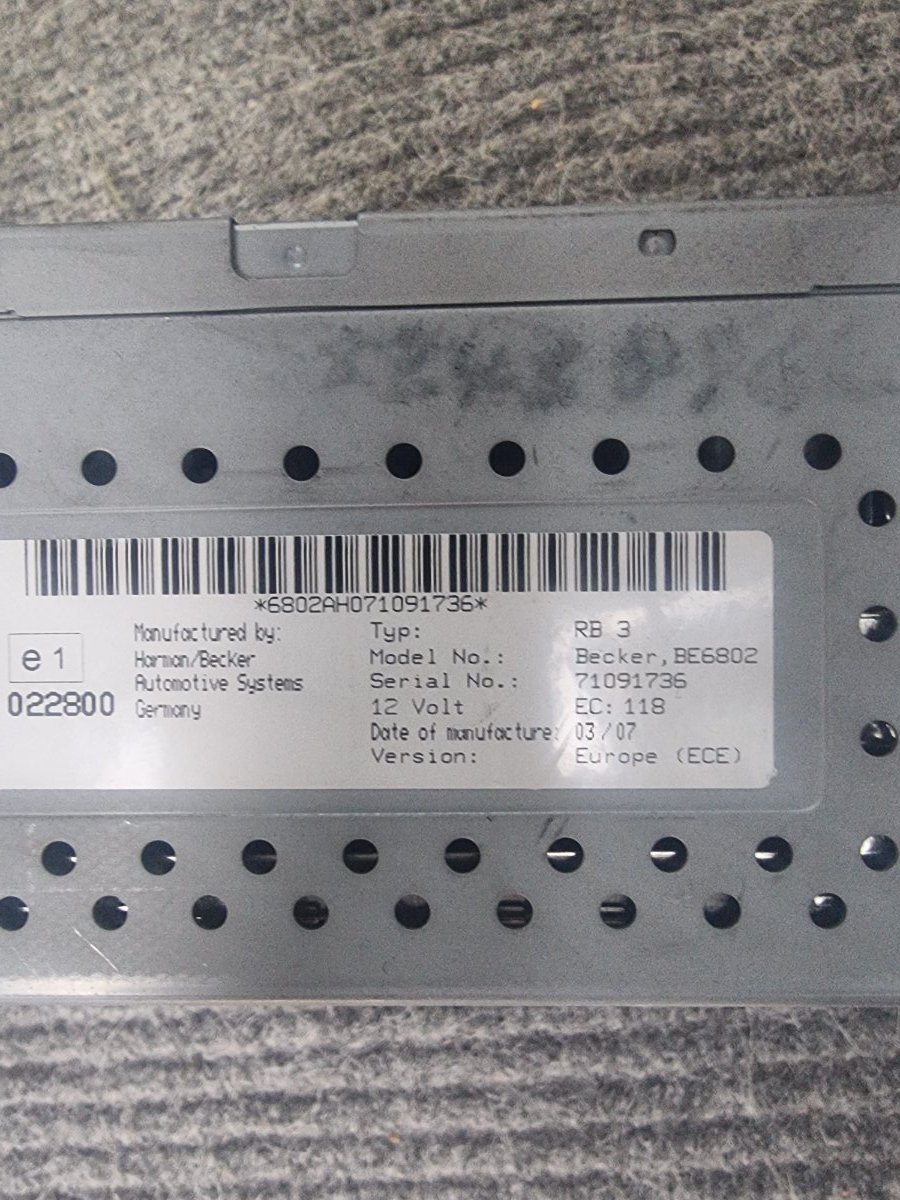 *6802AH071091736*
e 1
022800
Manufactured by:
Harman/Becker
Automotive Systems
Germany
Typ: RB 3
Model No.: Becker,BE6802
Serial No.: 71091736
12 Volt EC: 118
Date of manufacture: 03/07
Version: Europe (ECE)